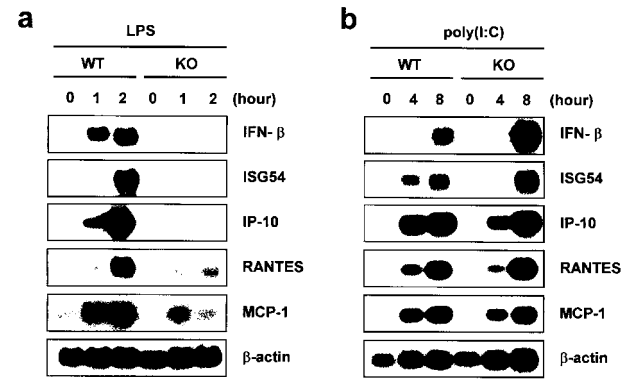 a
LPS
WT KO
0 1 2 0 1 2 (hour)
IFN- β
ISG54
IP-10
RANTES
MCP-1
β-actin
b
poly(I:C)
WT KO
0 4 8 0 4 8 (hour)
IFN- β
ISG54
IP-10
RANTES
MCP-1
β-actin